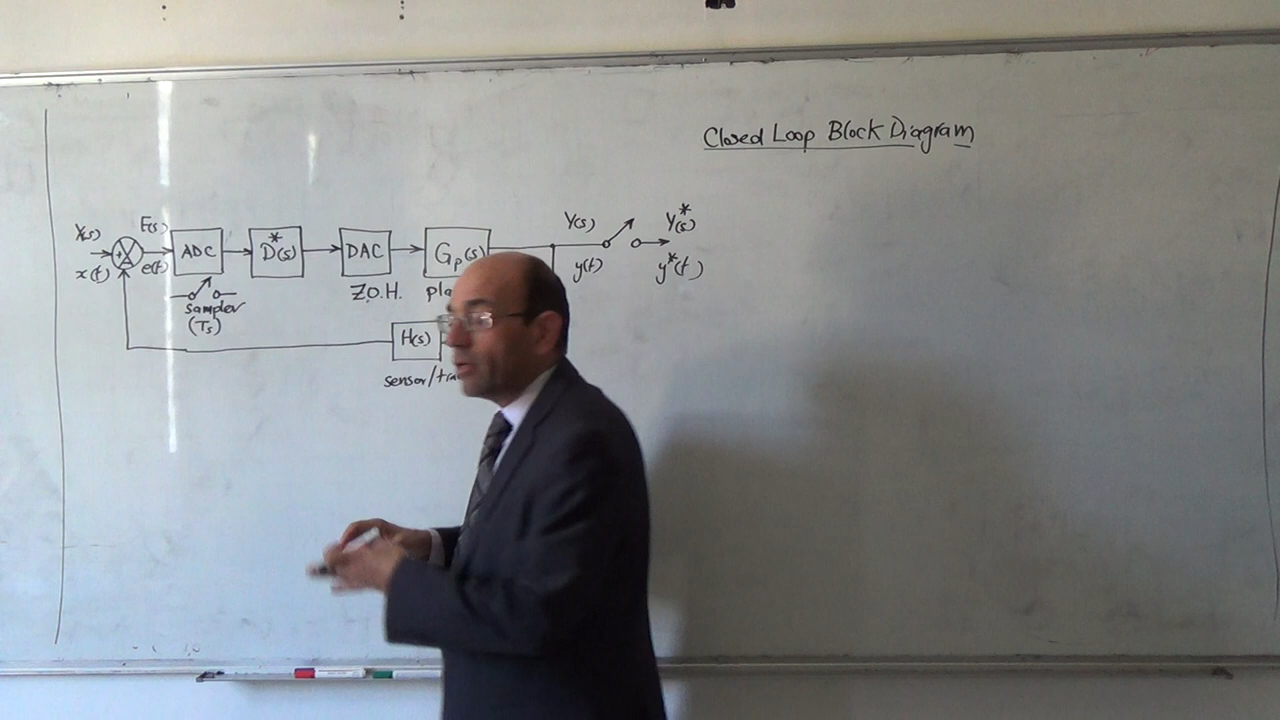 Closed Loop Block Diagram
X(s)
x(t)
+
-
E(s)
e(t)
ADC
sampler
(Ts)
D*(s)
DAC
Z.O.H.
Gp(s)
Y(s)
y(t)
Y*(s)
y*(t)
H(s)